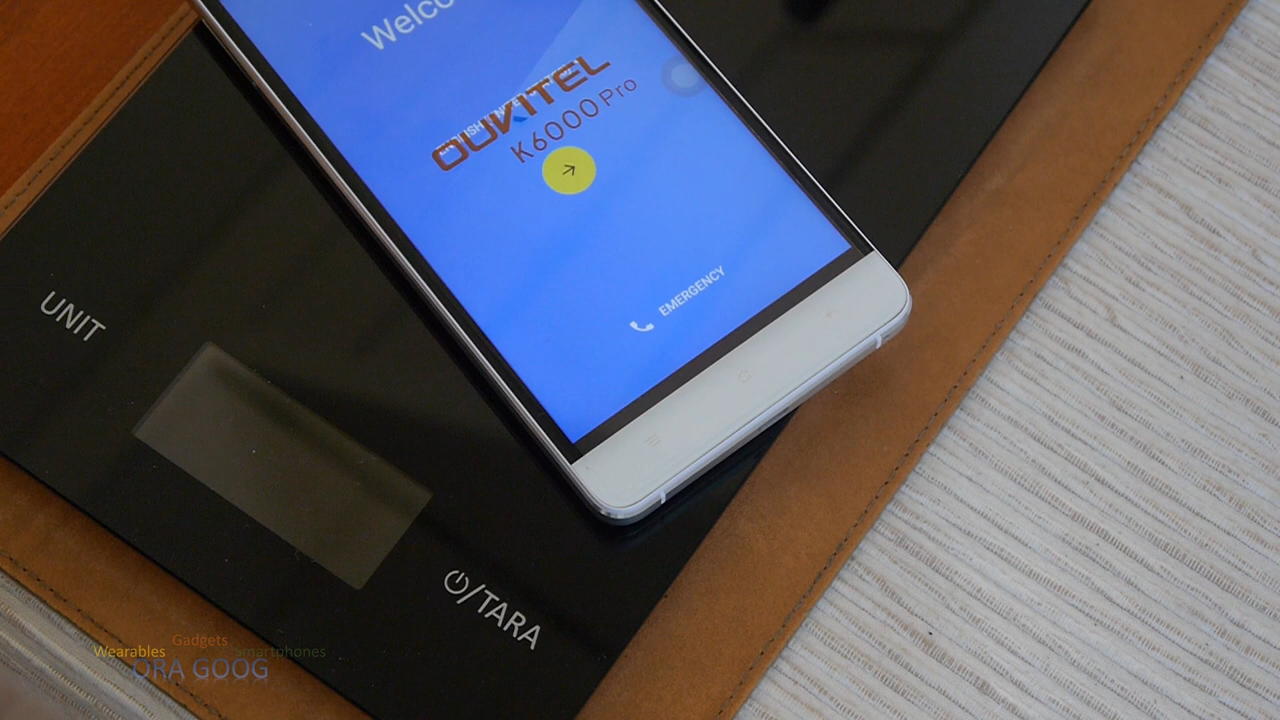 Welco
OUKITEL
K6000 Pro
EMERGENCY
UNIT
/TARA
Gadgets
Wearables
Smartphones
ORA GOOG